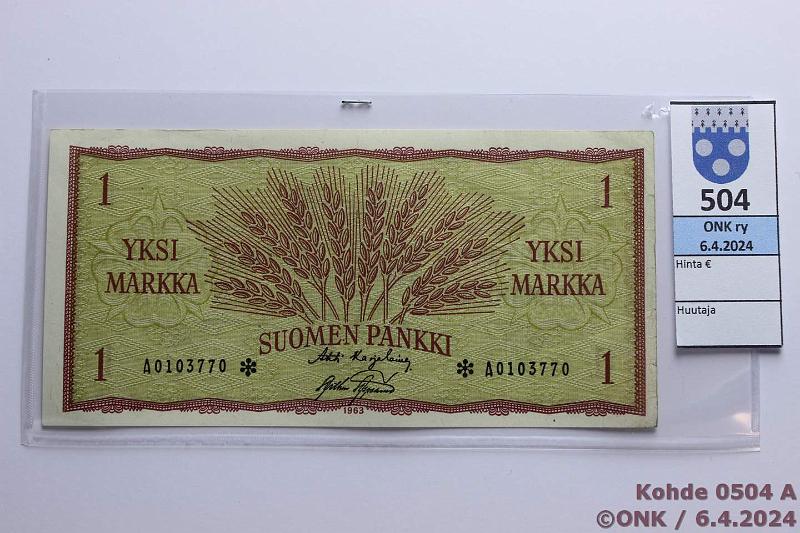 1
1
YKSI
MARKKA
YKSI
MARKKA
SUOMEN PANKKI
1
A0103770 *
* A0103770
1
1963
504
ONK ry
6.4.2024
Hinta €
Huutaja
Kohde 0504 A
©ONK / 6.4.2024